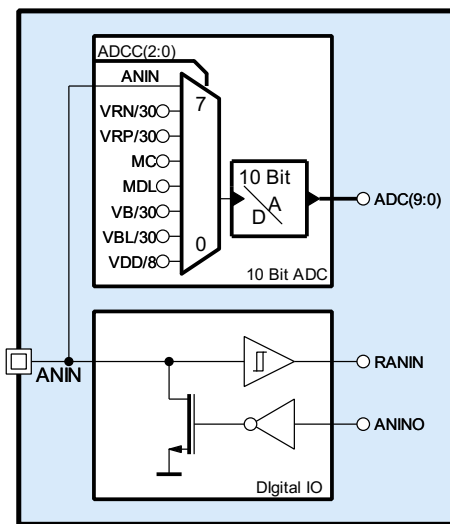 ADCC(2:0)
ANIN
7
VRN/30
VRP/30
MC
MDL
VB/30
VBL/30
VDD/8
0
10 Bit
D A
ADC(9:0)
10 Bit ADC
ANIN
RANIN
ANINO
DIgital IO